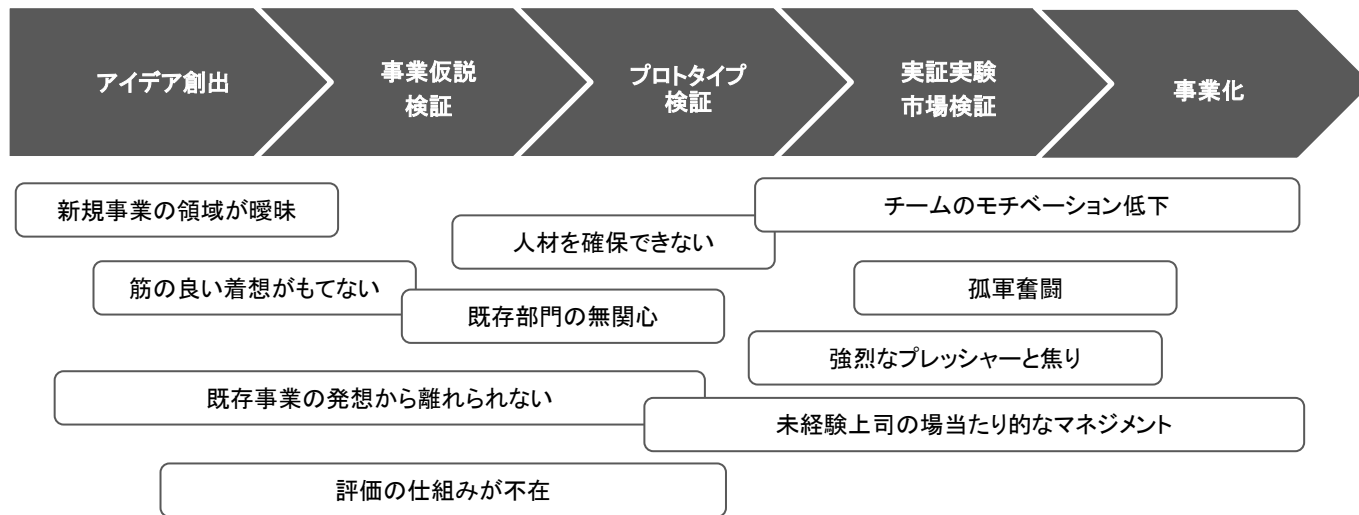 アイデア創出
事業仮説
検証
プロトタイプ
検証
実証実験
市場検証
事業化
新規事業の領域が曖昧
チームのモチベーション低下
人材を確保できない
筋の良い着想がもてない
孤軍奮闘
既存部門の無関心
強烈なプレッシャーと焦り
既存事業の発想から離れられない
未経験上司の場当たり的なマネジメント
評価の仕組みが不在